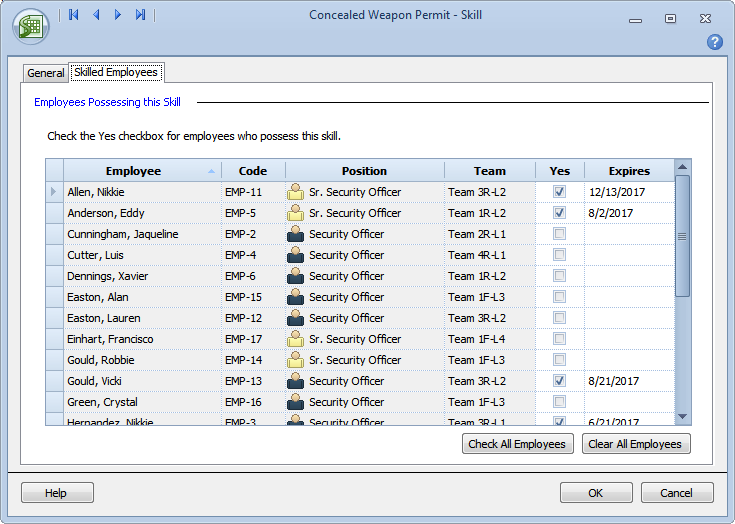 Concealed Weapon Permit - Skill
?
General Skilled Employees
Employees Possessing this Skill
Check the Yes checkbox for employees who possess this skill.
Employee Code Position Team Yes Expires
Allen, Nikkie EMP-11 Sr. Security Officer Team 3R-L2 12/13/2017
Anderson, Eddy EMP-5 Sr. Security Officer Team 1R-L2 8/2/2017
Cunningham, Jaqueline EMP-2 Security Officer Team 2R-L1
Cutter, Luis EMP-4 Security Officer Team 4R-L1
Dennings, Xavier EMP-6 Security Officer Team 1R-L2
Easton, Alan EMP-15 Security Officer Team 1F-L3
Easton, Lauren EMP-12 Security Officer Team 3R-L2
Einhart, Francisco EMP-17 Sr. Security Officer Team 1F-L4
Gould, Robbie EMP-14 Sr. Security Officer Team 1F-L3
Gould, Vicki EMP-13 Security Officer Team 3R-L2 8/21/2017
Green, Crystal EMP-16 Security Officer Team 1F-L3
Hernandez, Nikkie EMP-3 Security Officer Team 3R-L1 6/21/2017
Check All Employees Clear All Employees
Help OK Cancel